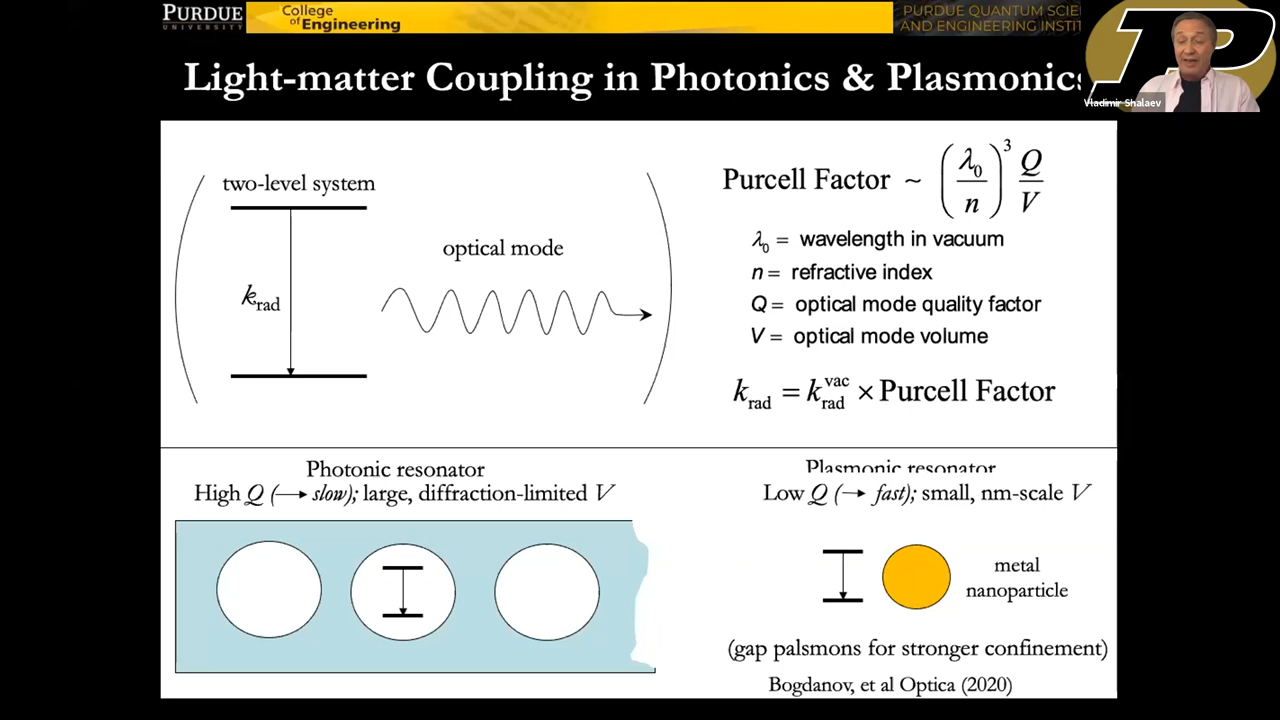 PURDUE
UNIVERSITY
College
of Engineering
PURDUE QUANTUM
AND ENGINEERING
Light-matter Coupling in Photonics & Plasmonics
Vladimir Shalaev
two-level system
k_rad
optical mode
Purcell Factor ~ (λ₀/n)³ Q/V
λ₀ = wavelength in vacuum
n = refractive index
Q = optical mode quality factor
V = optical mode volume
k_rad = k_rad^vac × Purcell Factor
Photonic resonator
High Q (⟶ slow); large, diffraction-limited V
Plasmonic resonator
Low Q (→ fast); small, nm-scale V
metal
nanoparticle
(gap palsmons for stronger confinement)
Bogdanov, et al Optica (2020)